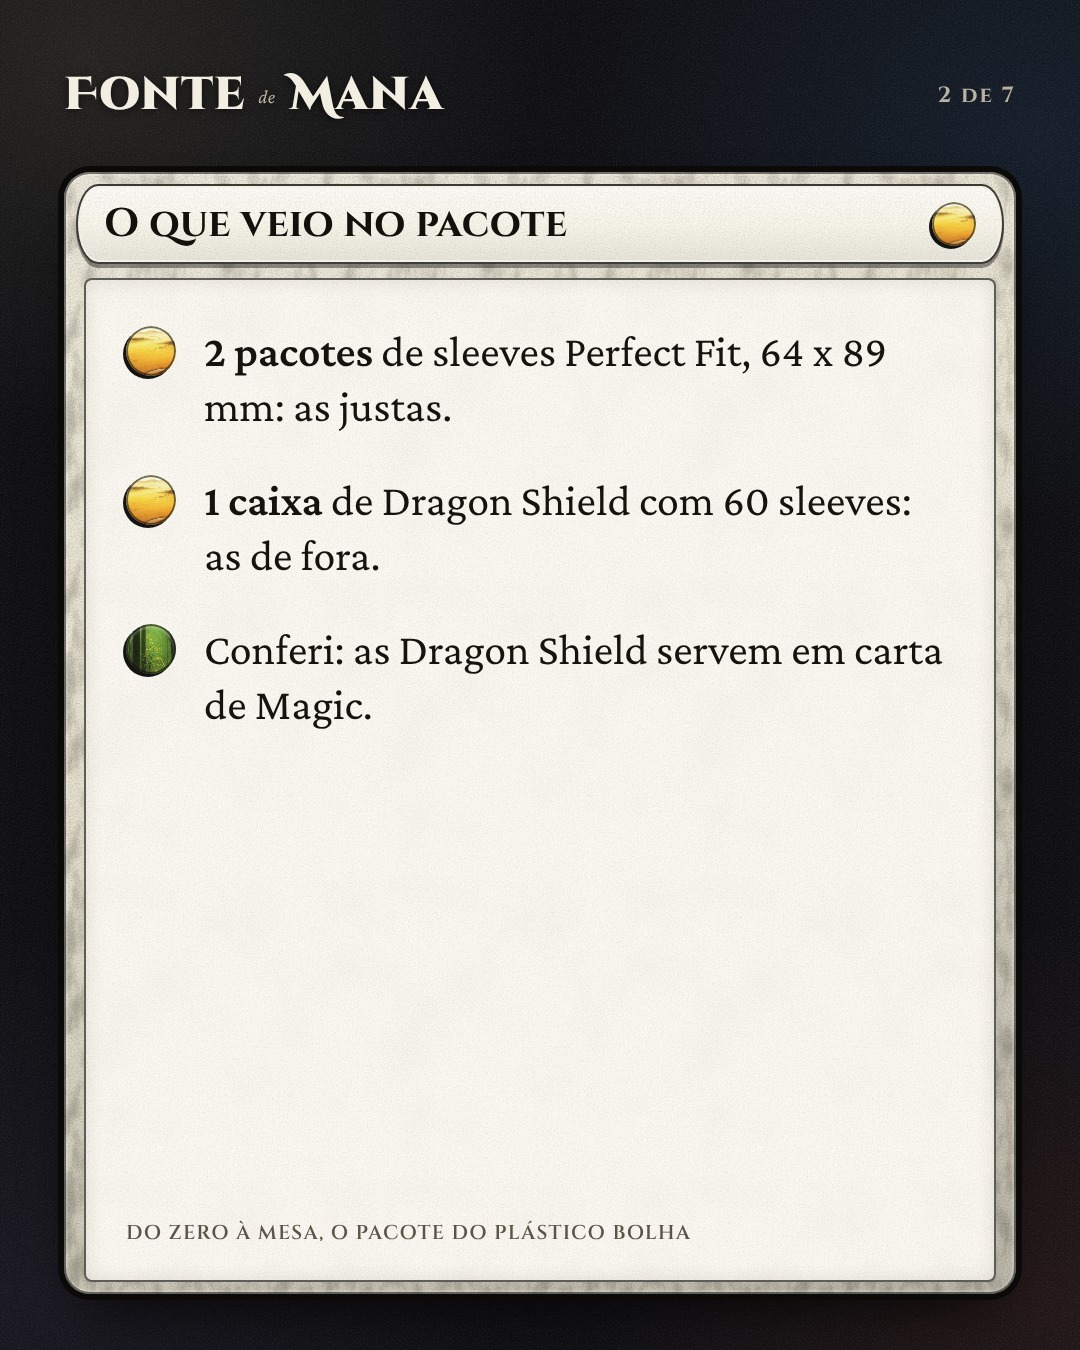 Fonte de Mana
2 de 7
O que veio no pacote
2 pacotes de sleeves Perfect Fit, 64 x 89
mm: as justas.
1 caixa de Dragon Shield com 60 sleeves:
as de fora.
Conferi: as Dragon Shield servem em carta
de Magic.
DO ZERO À MESA, O PACOTE DO PLÁSTICO BOLHA